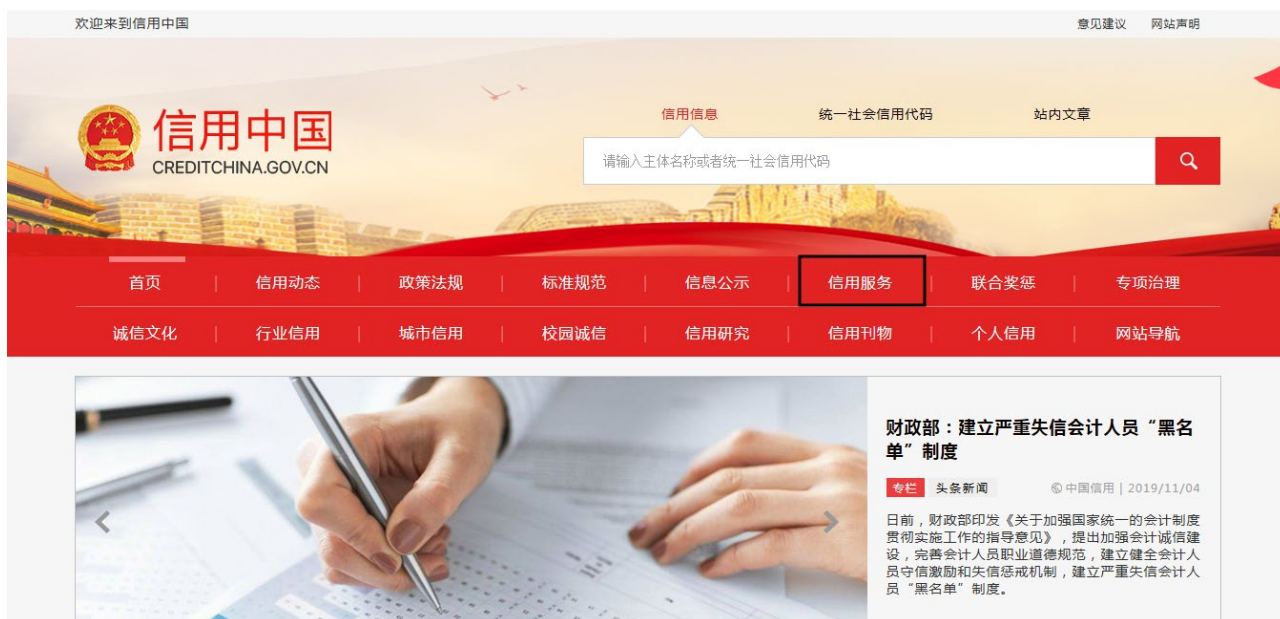 欢迎来到信用中国
意见建议 网站声明
信用中国
CREDITCHINA.GOV.CN
信用信息 统一社会信用代码 站内文章
请输入主体名称或者统一社会信用代码
首页 | 信用动态 | 政策法规 | 标准规范 | 信息公示 | 信用服务 | 联合奖惩 | 专项治理
诚信文化 | 行业信用 | 城市信用 | 校园诚信 | 信用研究 | 信用刊物 | 个人信用 | 网站导航
财政部：建立严重失信会计人员“黑名
单”制度
专栏 头条新闻 中国信用 | 2019/11/04
日前，财政部印发《关于加强国家统一的会计制度
贯彻实施工作的指导意见》，提出加强会计诚信建
设，完善会计人员职业道德规范，建立健全会计人
员守信激励和失信惩戒机制，建立严重失信会计人
员“黑名单”制度。